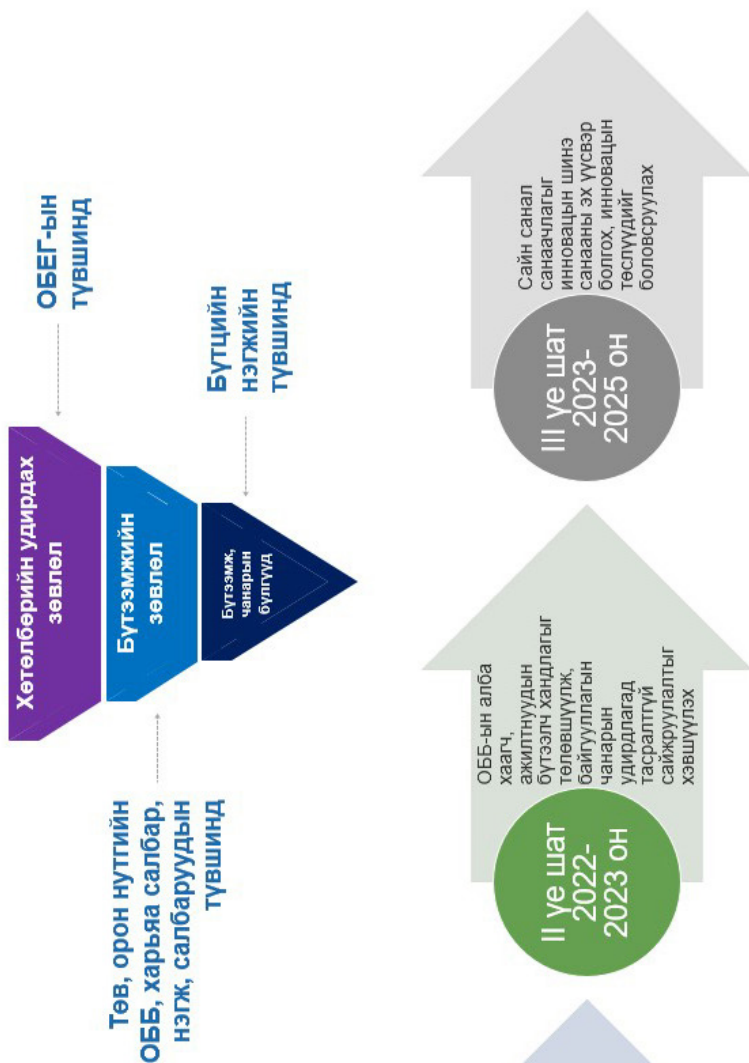 Хөтөлбөрийн удирдах
зөвлөл
ОБЕГ-ын
түвшинд
Бүтээмжийн
зөвлөл
Төв, орон нутгийн
ОББ, харьяа салбар,
нэгж, салбаруудын
түвшинд
Бүтээмж,
чанарын
бүлгүүд
Бүтцийн
нэгжийн
түвшинд
II үе шат
2022-
2023 он
ОББ-ын алба
хаагч,
ажилтнуудын
бүтээлч хандлагыг
төлөвшүүлж,
байгууллагын
чанарын
удирдлагад
тасралтгүй
сайжруулалтыг
хэвшүүлэх
III үе шат
2023-
2025 он
Сайн санал
санаачлагыг
инновацын шинэ
санааны эх үүсвэр
болгох, инновацын
төслүүдийг
боловсруулах